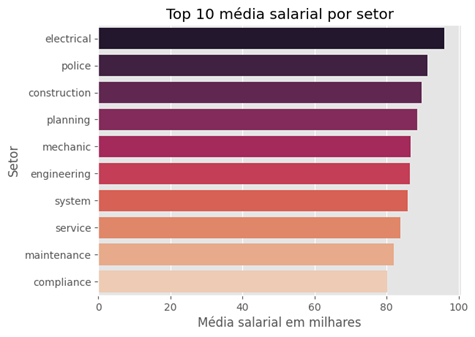 Top 10 média salarial por setor
Setor
electrical
police
construction
planning
mechanic
engineering
system
service
maintenance
compliance
0 20 40 60 80 100
Média salarial em milhares